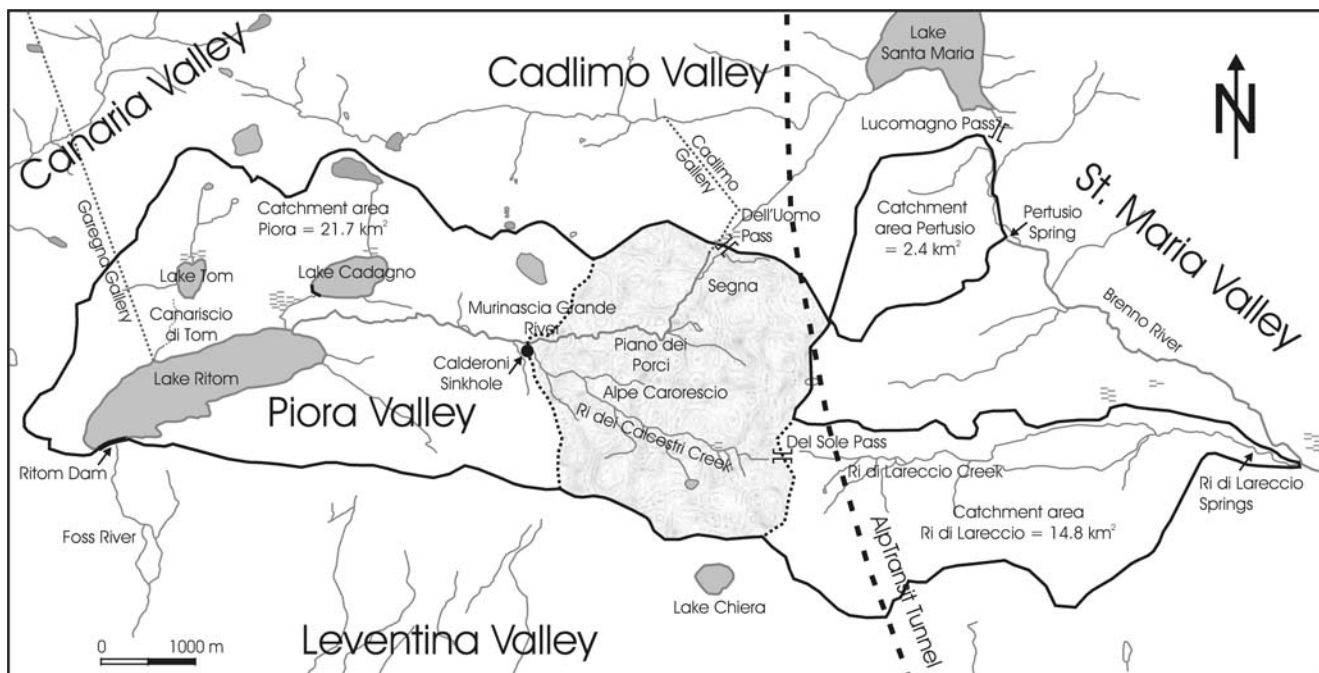 Canaria Valley
Cadlimo Valley
Lake
Santa Maria
N
Lucomagno Pass
St. Maria Valley
Garegna Gallery
Cadlimo
Gallery
Catchment area
Piora = 21.7 km²
Dell'Uomo
Pass
Catchment
area Pertusio
= 2.4 km²
Pertusio
Spring
Lake Tom
Lake Cadagno
Segna
Canariscio
di Tom
Murinascia Grande
River
Brenno River
Piano dei
Porci
Calderoni
Sinkhole
Lake Ritom
Alpe Carorescio
Piora Valley
Ri dei Calcestri Creek
Del Sole Pass
Ri di Lareccio Creek
Ri di Lareccio
Springs
Ritom Dam
Catchment area
Ri di Lareccio = 14.8 km²
Foss River
AlpTransit Tunnel
Lake Chiera
Leventina Valley
0 1000 m